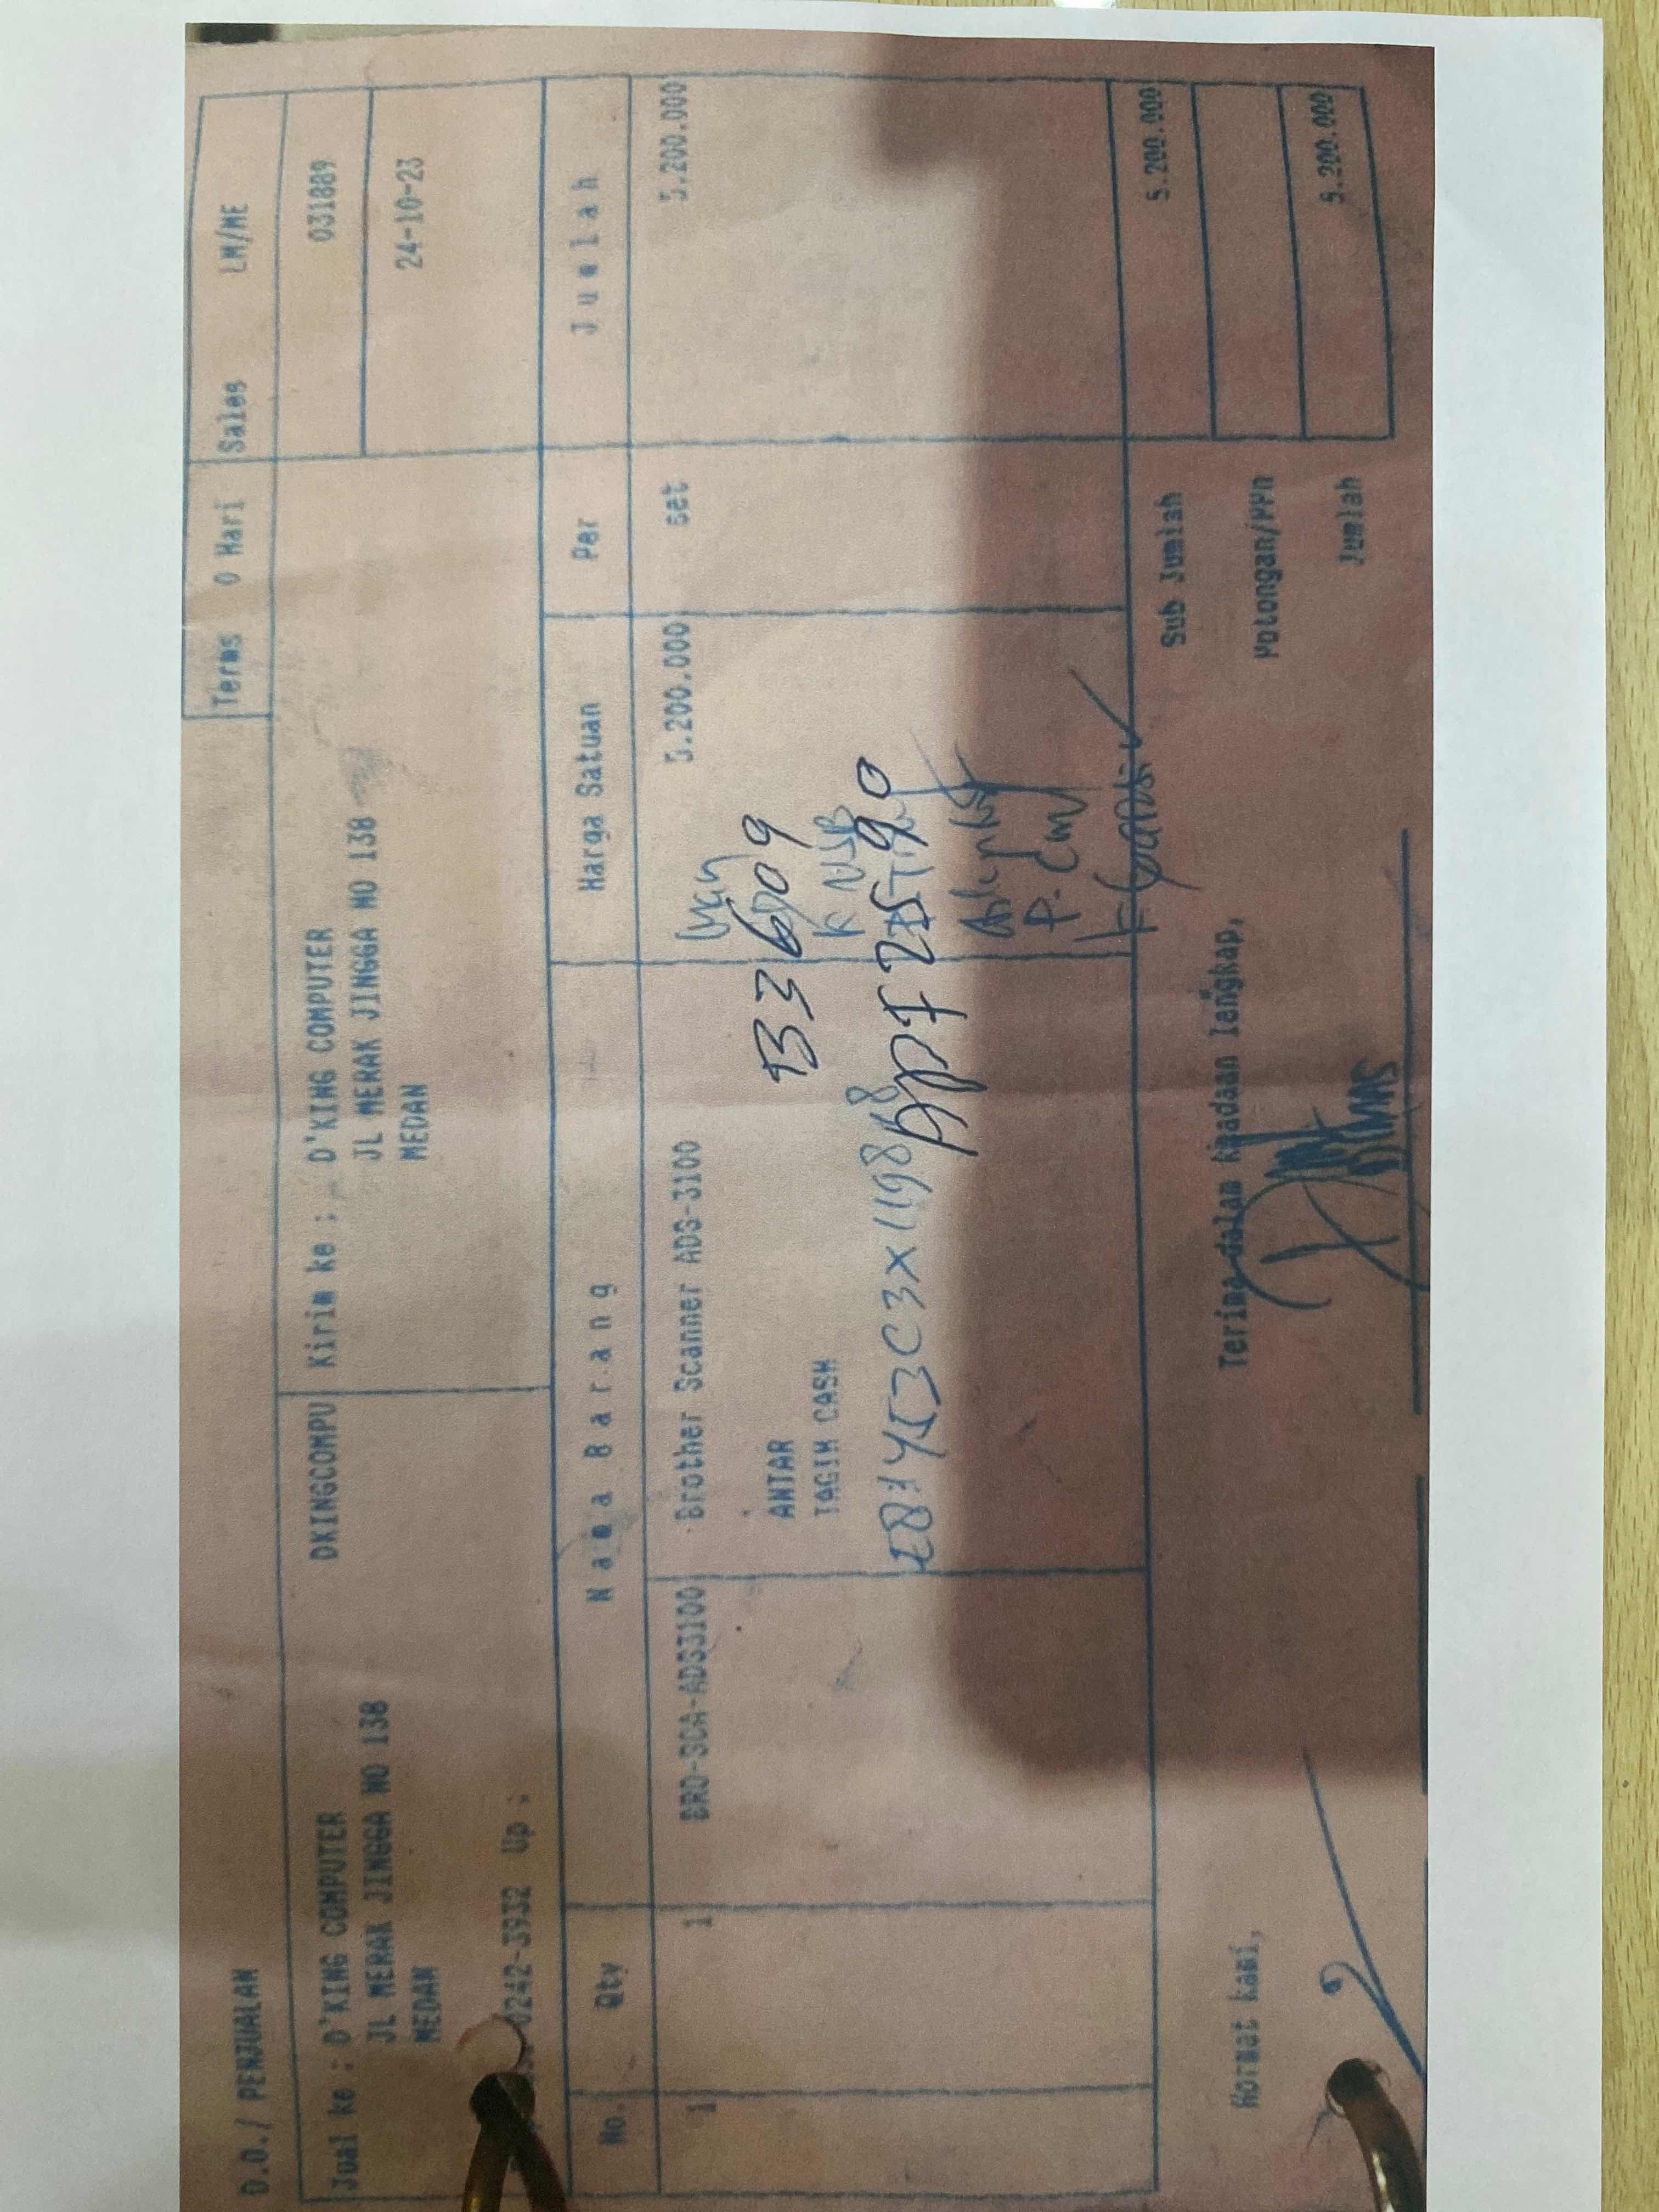 D.O./ PENJUALAN
Terms 0 Hari Sales LM/ME
Jual ke : D'KING COMPUTER DKINGCOMPU
JL MERAK JINGGA NO 138
MEDAN
0242-3932 Up :
Kirim ke : D'KING COMPUTER
JL MERAK JINGGA NO 138
MEDAN
031889
24-10-23
No. Qty Nama Barang Harga Satuan Per Jumlah
1 1 BRO-SCA-ADS3100 Brother Scanner ADS-3100 5.200.000 set 5.200.000
ANTAR
TAGIH CASH
336009
Sub Jumlah 5.200.000
Potongan/PPn
Jumlah 5.200.000
Hormat kami,
Terima dalam keadaan lengkap,